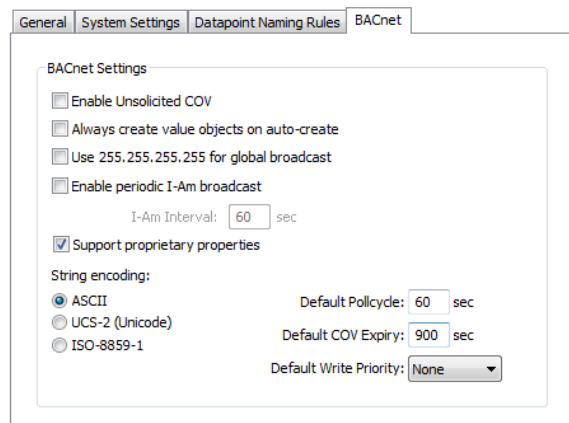 General System Settings Datapoint Naming Rules BACnet
BACnet Settings
Enable Unsolicited COV
Always create value objects on auto-create
Use 255.255.255.255 for global broadcast
Enable periodic I-Am broadcast
I-Am Interval: 60 sec
Support proprietary properties
String encoding:
ASCII
Default Pollcycle: 60 sec
UCS-2 (Unicode)
Default COV Expiry: 900 sec
ISO-8859-1
Default Write Priority: None